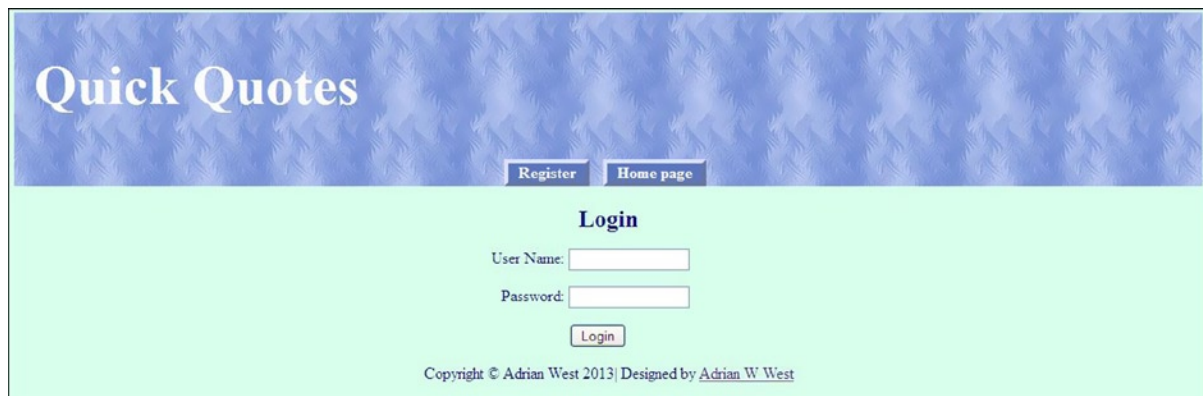 Quick Quotes
Register Home page
Login
User Name:
Password:
Login
Copyright © Adrian West 2013| Designed by Adrian W West